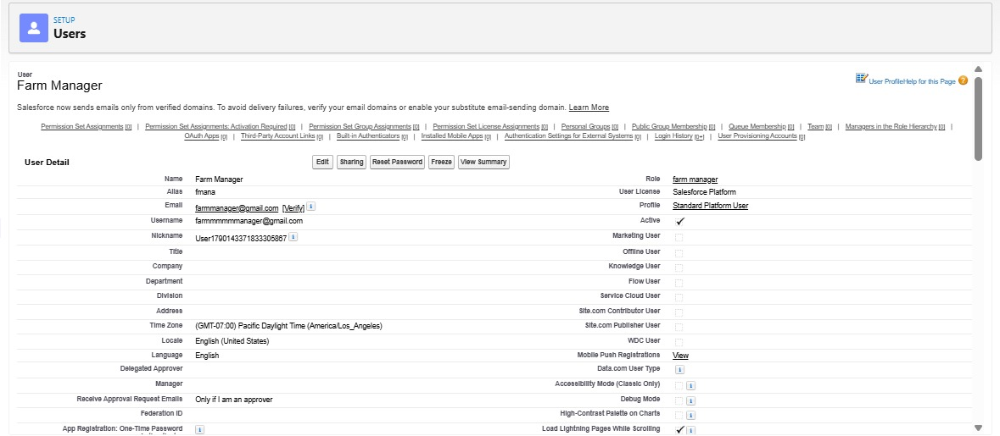 SETUP
Users
User
Farm Manager
User Profile Help for this Page
Salesforce now sends emails only from verified domains. To avoid delivery failures, verify your email domains or enable your substitute email-sending domain. Learn More
Permission Set Assignments [0] | Permission Set Assignments: Activation Required [0] | Permission Set Group Assignments [0] | Permission Set License Assignments [0] | Personal Groups [0] | Public Group Membership [0] | Queue Membership [0] | Team [0] | Managers in the Role Hierarchy [0] |
OAuth Apps [0] | Third-Party Account Links [0] | Built-in Authenticators [0] | Installed Mobile Apps [0] | Authentication Settings for External Systems [0] | Login History [0+] | User Provisioning Accounts [0]
User Detail Edit Sharing Reset Password Freeze View Summary
Name Farm Manager Role farm manager
Alias fmana User License Salesforce Platform
Email farmmanager@gmail.com [Verify] Profile Standard Platform User
Username farmmmmmmanager@gmail.com Active
Nickname User1790143371833305867 Marketing User
Title Offline User
Company Knowledge User
Department Flow User
Division Service Cloud User
Address Site.com Contributor User
Time Zone (GMT-07:00) Pacific Daylight Time (America/Los_Angeles) Site.com Publisher User
Locale English (United States) WDC User
Language English Mobile Push Registrations View
Delegated Approver Data.com User Type
Manager Accessibility Mode (Classic Only)
Receive Approval Request Emails Only if I am an approver Debug Mode
Federation ID High-Contrast Palette on Charts
App Registration: One-Time Password Load Lightning Pages While Scrolling